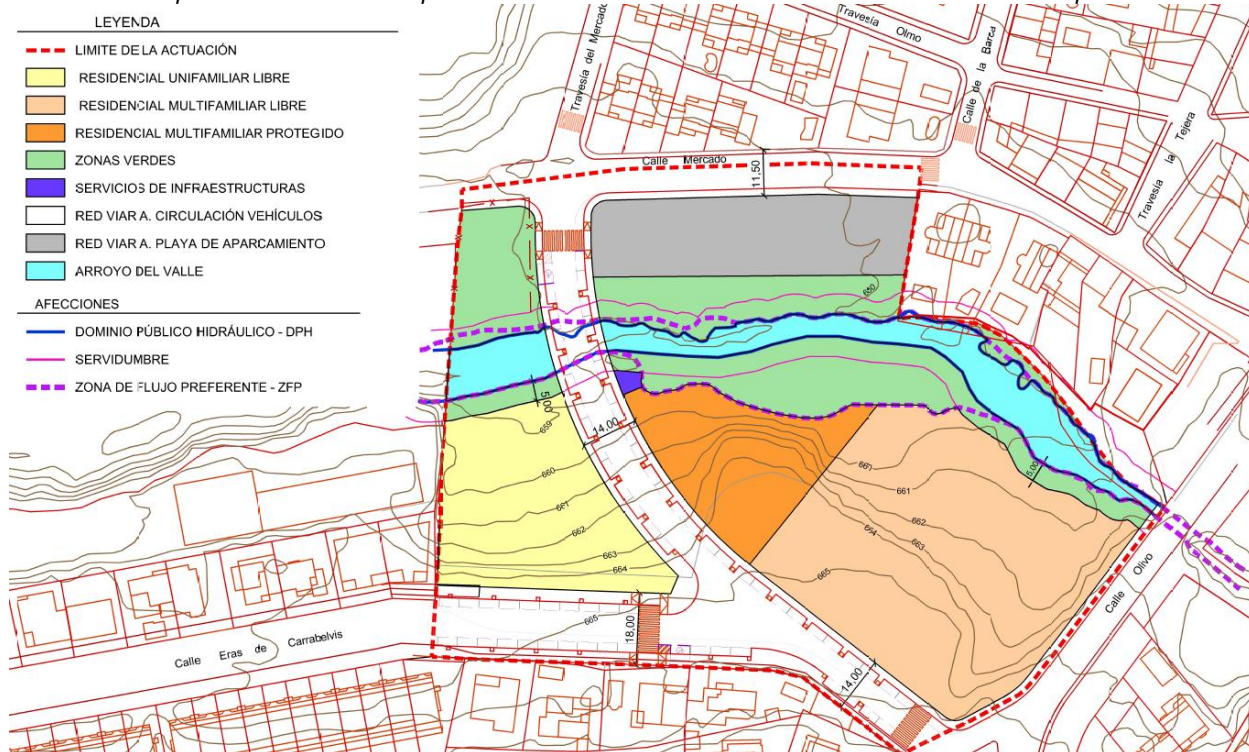 LEYENDA
LIMITE DE LA ACTUACIÓN
RESIDENCIAL UNIFAMILIAR LIBRE
RESIDENCIAL MULTIFAMILIAR LIBRE
RESIDENCIAL MULTIFAMILIAR PROTEGIDO
ZONAS VERDES
SERVICIOS DE INFRAESTRUCTURAS
RED VIAR A. CIRCULACIÓN VEHÍCULOS
RED VIAR A. PLAYA DE APARCAMIENTO
ARROYO DEL VALLE
AFECCIONES
DOMINIO PÚBLICO HIDRÁULICO - DPH
SERVIDUMBRE
ZONA DE FLUJO PREFERENTE - ZFP
Travesía del Mercado
Travesía Olmo
Calle de la Barca
Travesía la Tejera
Calle Mercado
11,50
660
5,00
659
14,00
660
661
662
663
664
661
661
662
663
664
665
5,00
665
18,00
14,00
Calle Olivo
Calle Eras de Carrabelvis